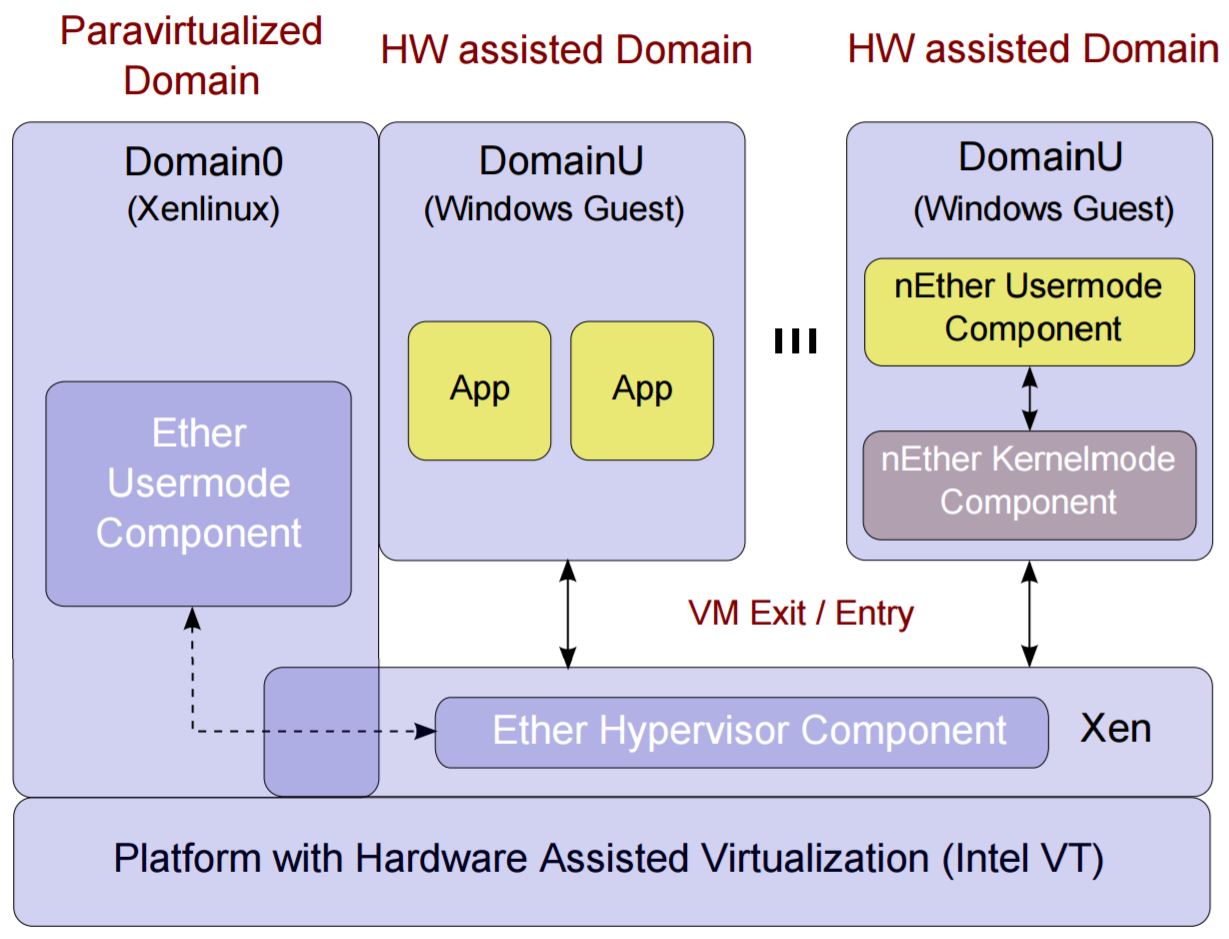 Paravirtualized
Domain
HW assisted Domain
HW assisted Domain
Domain0
(Xenlinux)
DomainU
(Windows Guest)
DomainU
(Windows Guest)
Ether
Usermode
Component
App
App
nEther Usermode
Component
nEther Kernelmode
Component
VM Exit / Entry
Ether Hypervisor Component
Xen
Platform with Hardware Assisted Virtualization (Intel VT)